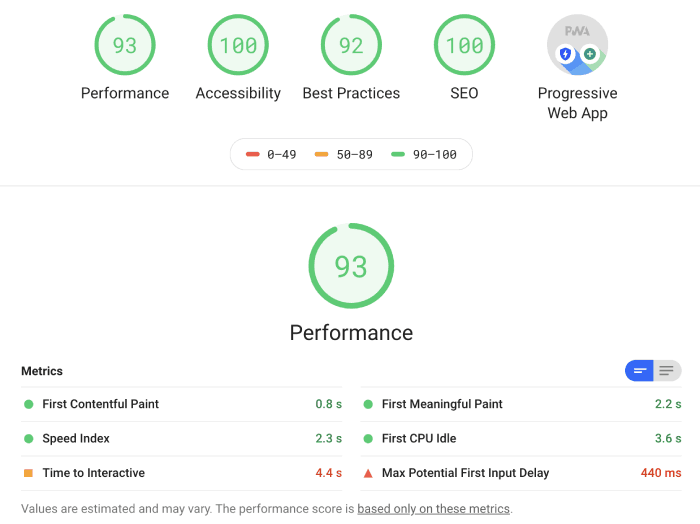 93 100 92 100 PWA
Performance Accessibility Best Practices SEO Progressive
Web App
0–49 50–89 90–100
93
Performance
Metrics
First Contentful Paint 0.8 s First Meaningful Paint 2.2 s
Speed Index 2.3 s First CPU Idle 3.6 s
Time to Interactive 4.4 s Max Potential First Input Delay 440 ms
Values are estimated and may vary. The performance score is based only on these metrics.